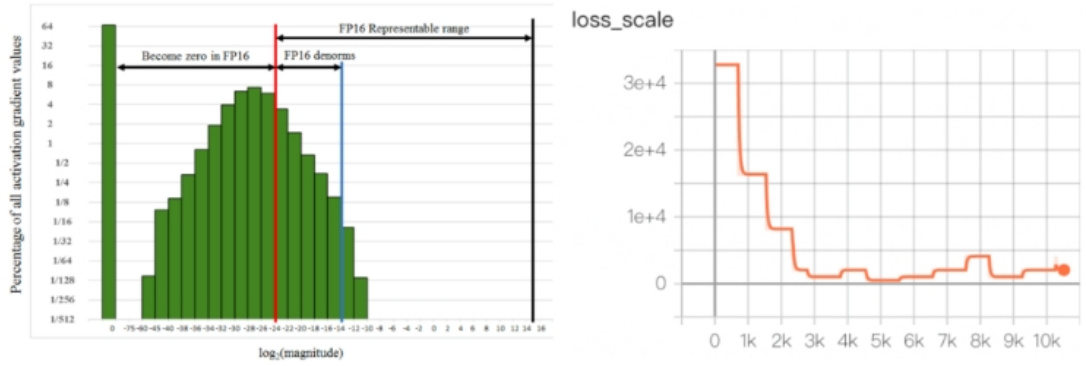 64
32
16
8
4
2
1
1/2
1/4
1/8
1/16
1/32
1/64
1/128
1/256
1/512
Percentage of all activation gradient values
FP16 Representable range
Become zero in FP16
FP16 denorms
0 -75 -60 -45 -40 -38 -36 -34 -32 -30 -28 -26 -24 -22 -20 -18 -16 -14 -12 -10 -8 -6 -4 -2 0 2 4 6 8 10 12 14 16
log₂(magnitude)
loss_scale
3e+4
2e+4
1e+4
0
0 1k 2k 3k 4k 5k 6k 7k 8k 9k 10k